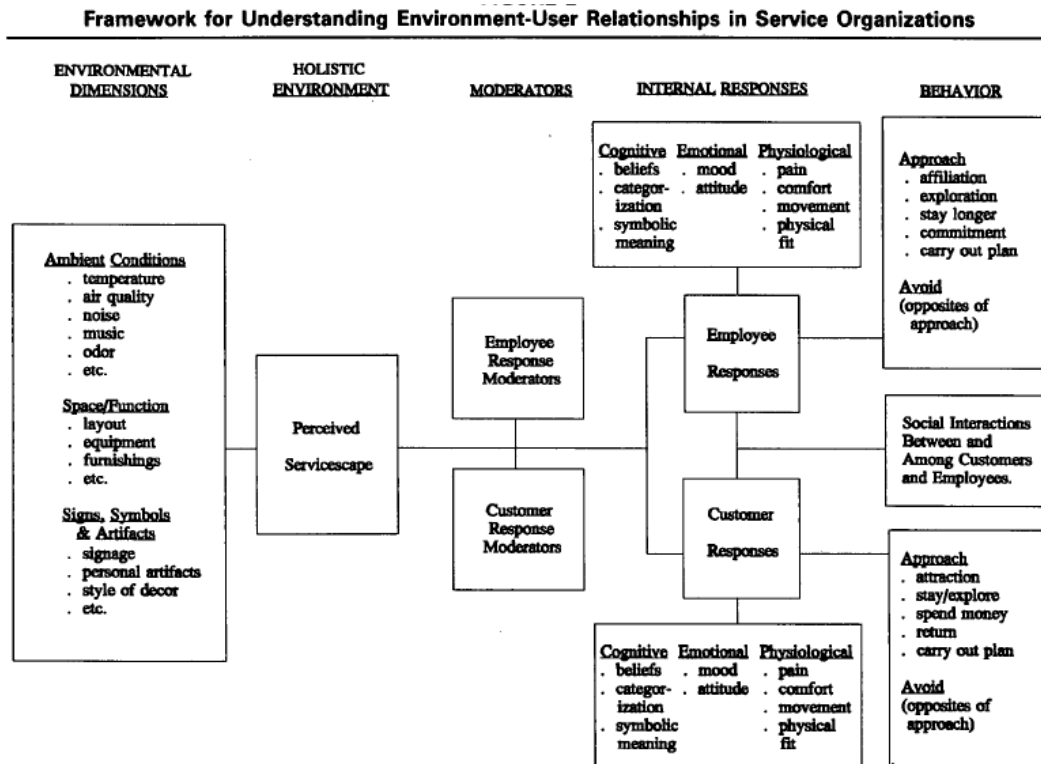 Framework for Understanding Environment-User Relationships in Service Organizations
ENVIRONMENTAL
DIMENSIONS
HOLISTIC
ENVIRONMENT
MODERATORS
INTERNAL RESPONSES
BEHAVIOR
Ambient Conditions
. temperature
. air quality
. noise
. music
. odor
. etc.
Space/Function
. layout
. equipment
. furnishings
. etc.
Signs, Symbols
& Artifacts
. signage
. personal artifacts
. style of decor
. etc.
Perceived
Servicescape
Employee
Response
Moderators
Customer
Response
Moderators
Cognitive
. beliefs
. categor-
ization
. symbolic
meaning
Emotional
. mood
. attitude
Physiological
. pain
. comfort
. movement
. physical
fit
Employee
Responses
Customer
Responses
Cognitive
. beliefs
. categor-
ization
. symbolic
meaning
Emotional
. mood
. attitude
Physiological
. pain
. comfort
. movement
. physical
fit
Approach
. affiliation
. exploration
. stay longer
. commitment
. carry out plan
Avoid
(opposites of
approach)
Social Interactions
Between and
Among Customers
and Employees.
Approach
. attraction
. stay/explore
. spend money
. return
. carry out plan
Avoid
(opposites of
approach)